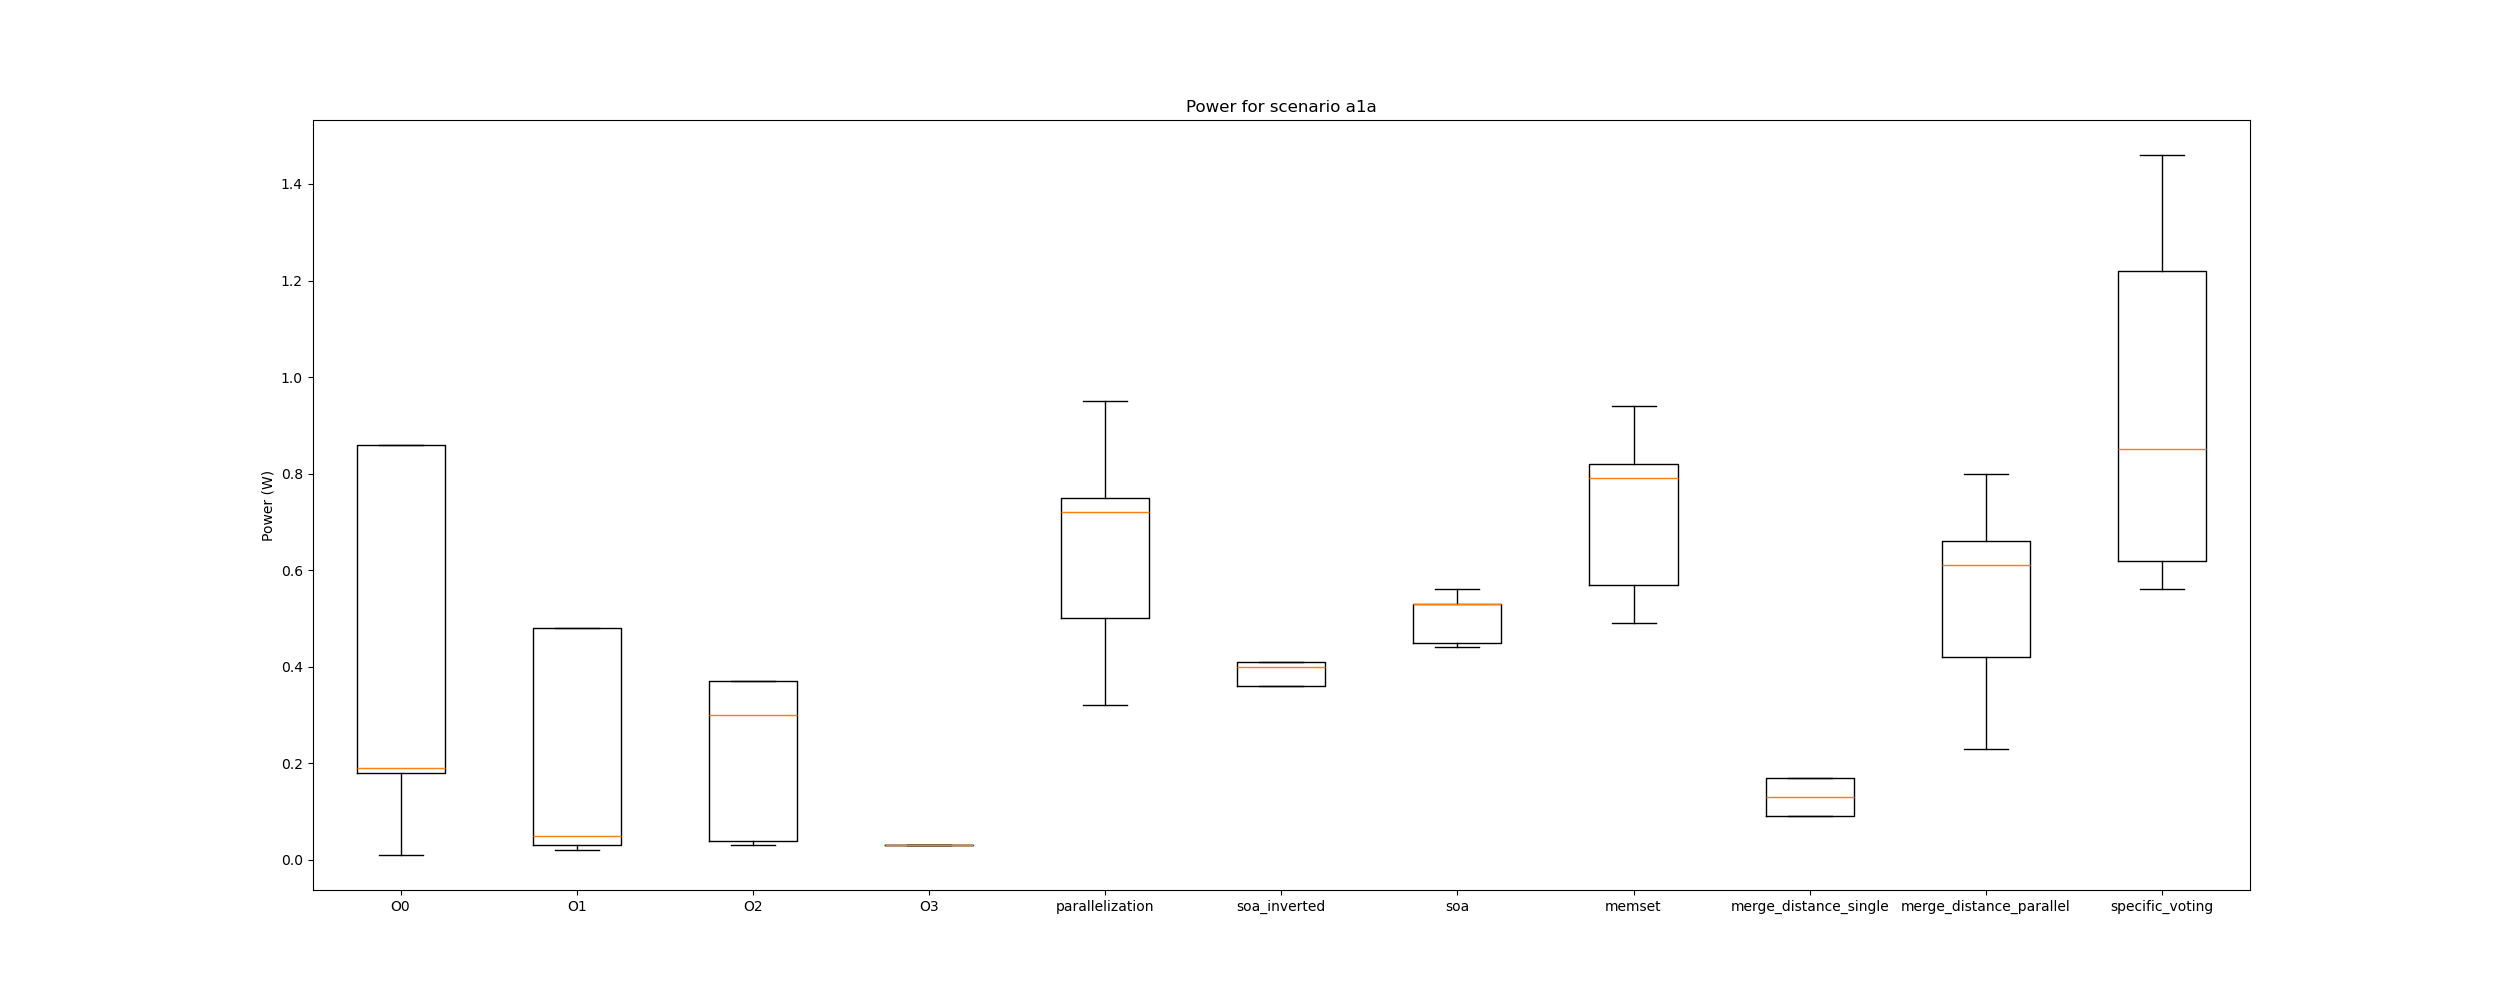 Power for scenario a1a
Power (W)
1.4
1.2
1.0
0.8
0.6
0.4
0.2
0.0
O0 O1 O2 O3 parallelization soa_inverted soa memset merge_distance_single merge_distance_parallel specific_voting